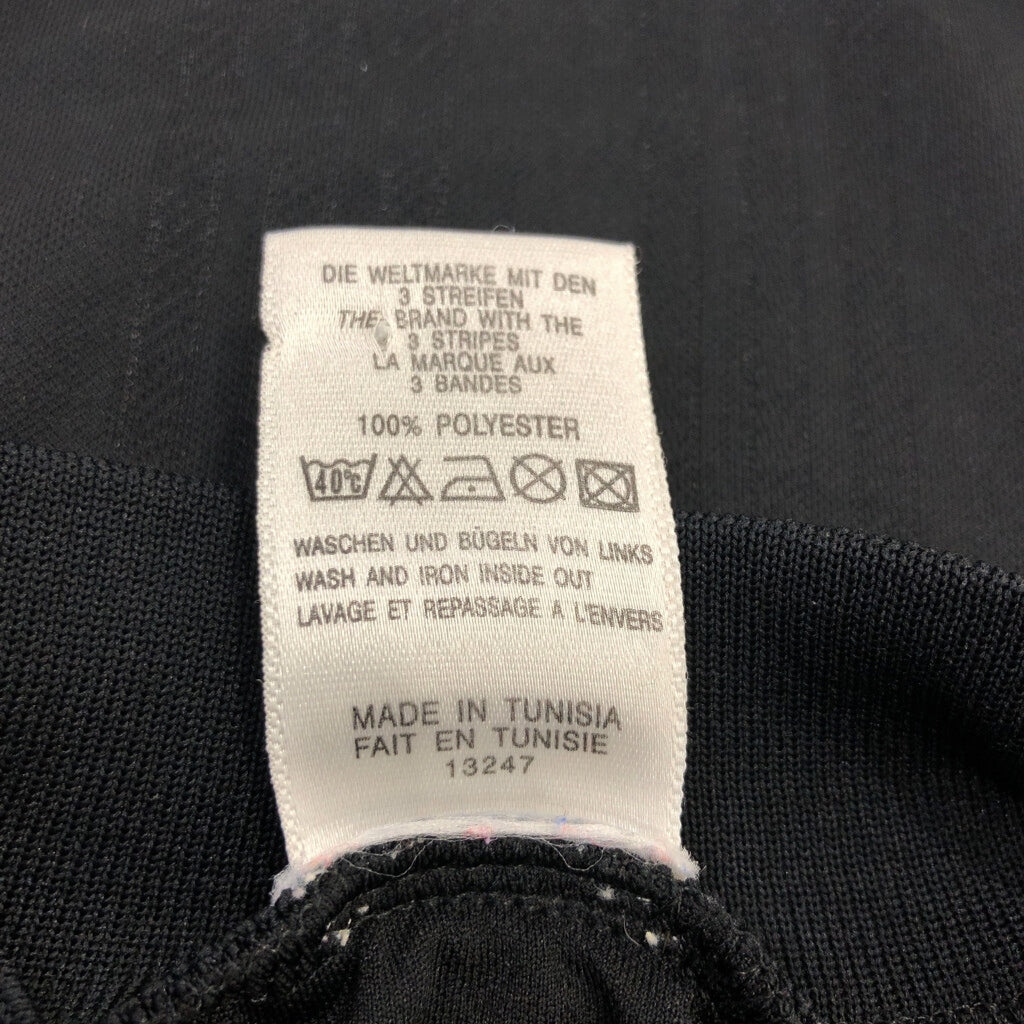 DIE WELTMARKE MIT DEN
3 STREIFEN
THE BRAND WITH THE
3 STRIPES
LA MARQUE AUX
3 BANDES
100% POLYESTER
40°C
WASCHEN UND BÜGELN VON LINKS
WASH AND IRON INSIDE OUT
LAVAGE ET REPASSAGE A L'ENVERS
MADE IN TUNISIA
FAIT EN TUNISIE
13247